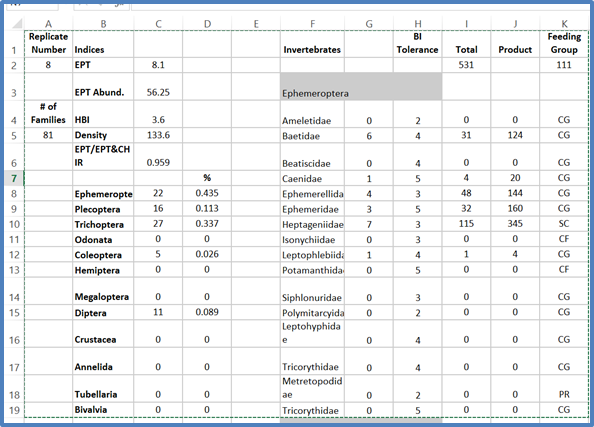 A B C D E F G H I J K
1 Replicate Number Indices Invertebrates BI Tolerance Total Product Feeding Group
2 8 EPT 8.1 531 111
3 EPT Abund. 56.25 Ephemeroptera
4 # of Families HBI 3.6 Ameletidae 0 2 0 0 CG
5 81 Density 133.6 Baetidae 6 4 31 124 CG
6 EPT/EPT&CHIR 0.959 Beatiscidae 0 4 0 0 CG
7 % Caenidae 1 5 4 20 CG
8 Ephemeropte 22 0.435 Ephemerellida 4 3 48 144 CG
9 Plecoptera 16 0.113 Ephemeridae 3 5 32 160 CG
10 Trichoptera 27 0.337 Heptageniidae 7 3 115 345 SC
11 Odonata 0 0 Isonychiidae 0 3 0 0 CF
12 Coleoptera 5 0.026 Leptophlebiida 1 4 1 4 CG
13 Hemiptera 0 0 Potamanthida 0 5 0 0 CF
14 Megaloptera 0 0 Siphlonuridae 0 3 0 0 CG
15 Diptera 11 0.089 Polymitarcyida 0 2 0 0 CG
16 Crustacea 0 0 Leptohyphidae 0 4 0 0 CG
17 Annelida 0 0 Tricorythidae 0 4 0 0 CG
18 Tubellaria 0 0 Metretopodidae 0 2 0 0 PR
19 Bivalvia 0 0 Tricorythidae 0 5 0 0 CG